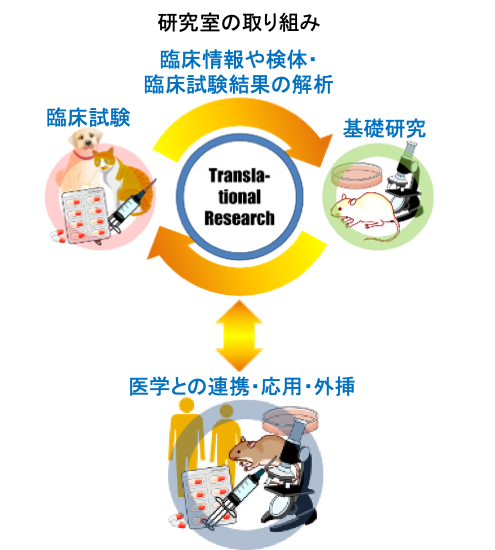 研究室の取り組み
臨床情報や検体・
臨床試験結果の解析
臨床試験
基礎研究
Transla-
tional
Research
医学との連携・応用・外挿